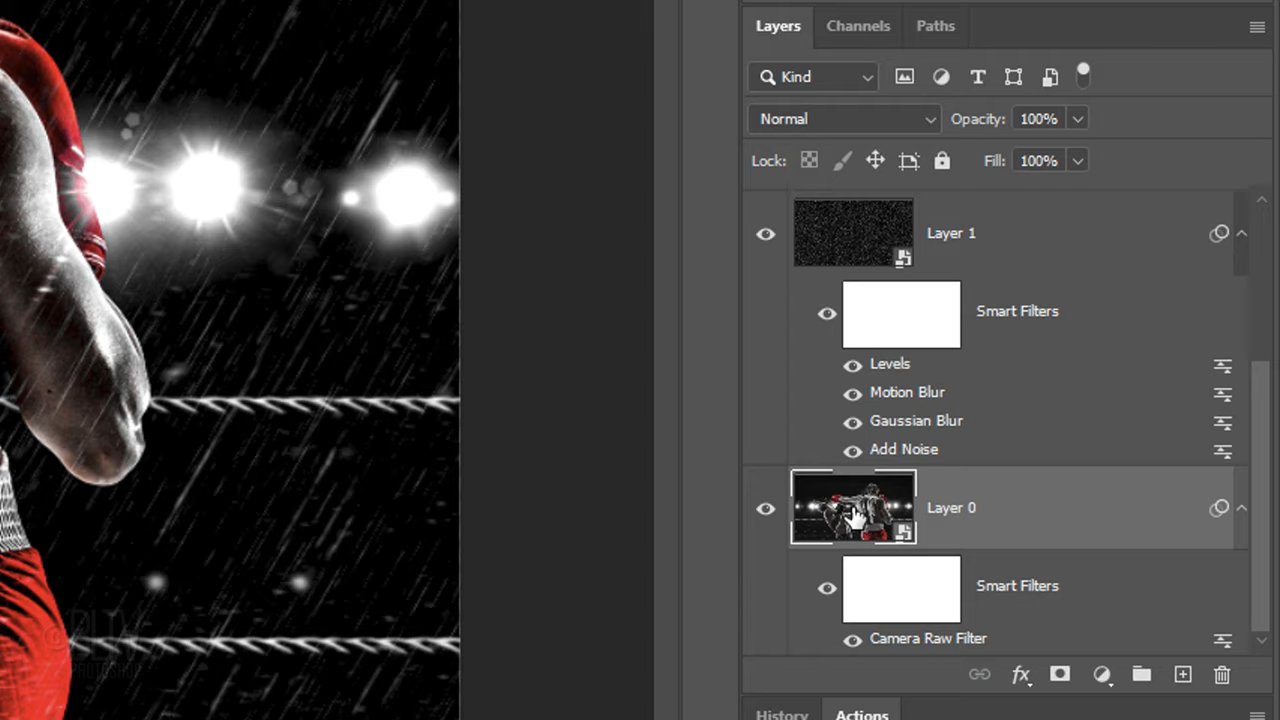 Layers Channels Paths
Kind
Normal Opacity: 100%
Lock: Fill: 100%
Layer 1
Smart Filters
Levels
Motion Blur
Gaussian Blur
Add Noise
Layer 0
Smart Filters
Camera Raw Filter
fx
History Actions